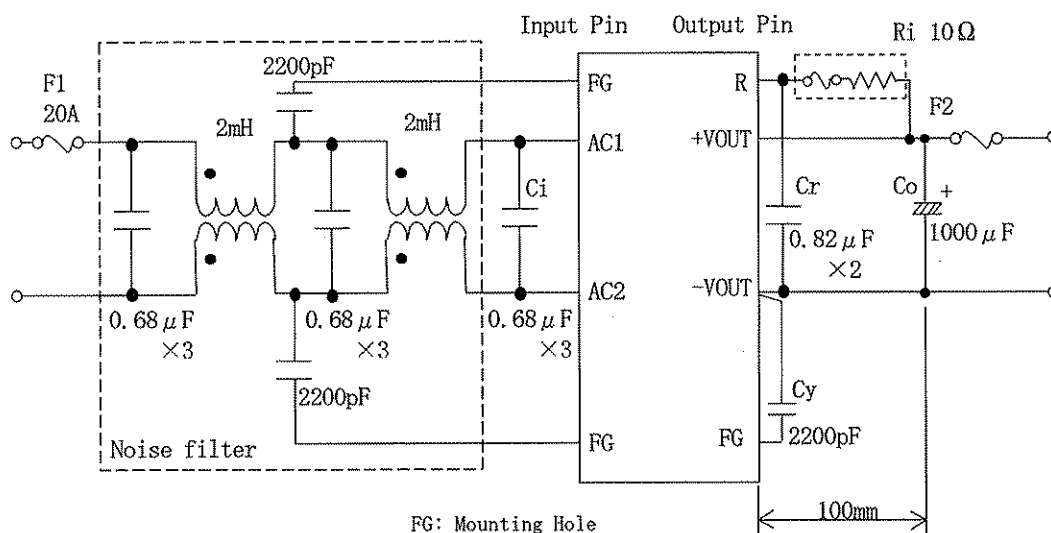 Input Pin
Output Pin
Ri 10Ω
F1
20A
2200pF
2mH
2mH
FG
R
F2
AC1
+VOUT
Ci
Cr
Co
+
0.82μF
×2
1000μF
AC2
-VOUT
0.68μF
×3
0.68μF
×3
0.68μF
×3
2200pF
Cy
2200pF
Noise filter
FG
FG
100mm
FG: Mounting Hole